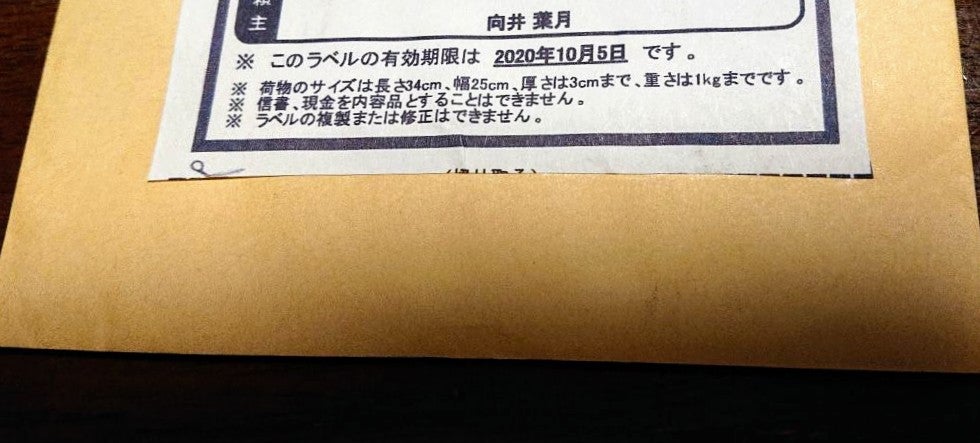 頼
主
向井 葉月
※ このラベルの有効期限は 2020年10月5日 です。
※ 荷物のサイズは長さ34cm、幅25cm、厚さは3cmまで、重さは1kgまでです。
※ 信書、現金を内容品とすることはできません。
※ ラベルの複製または修正はできません。